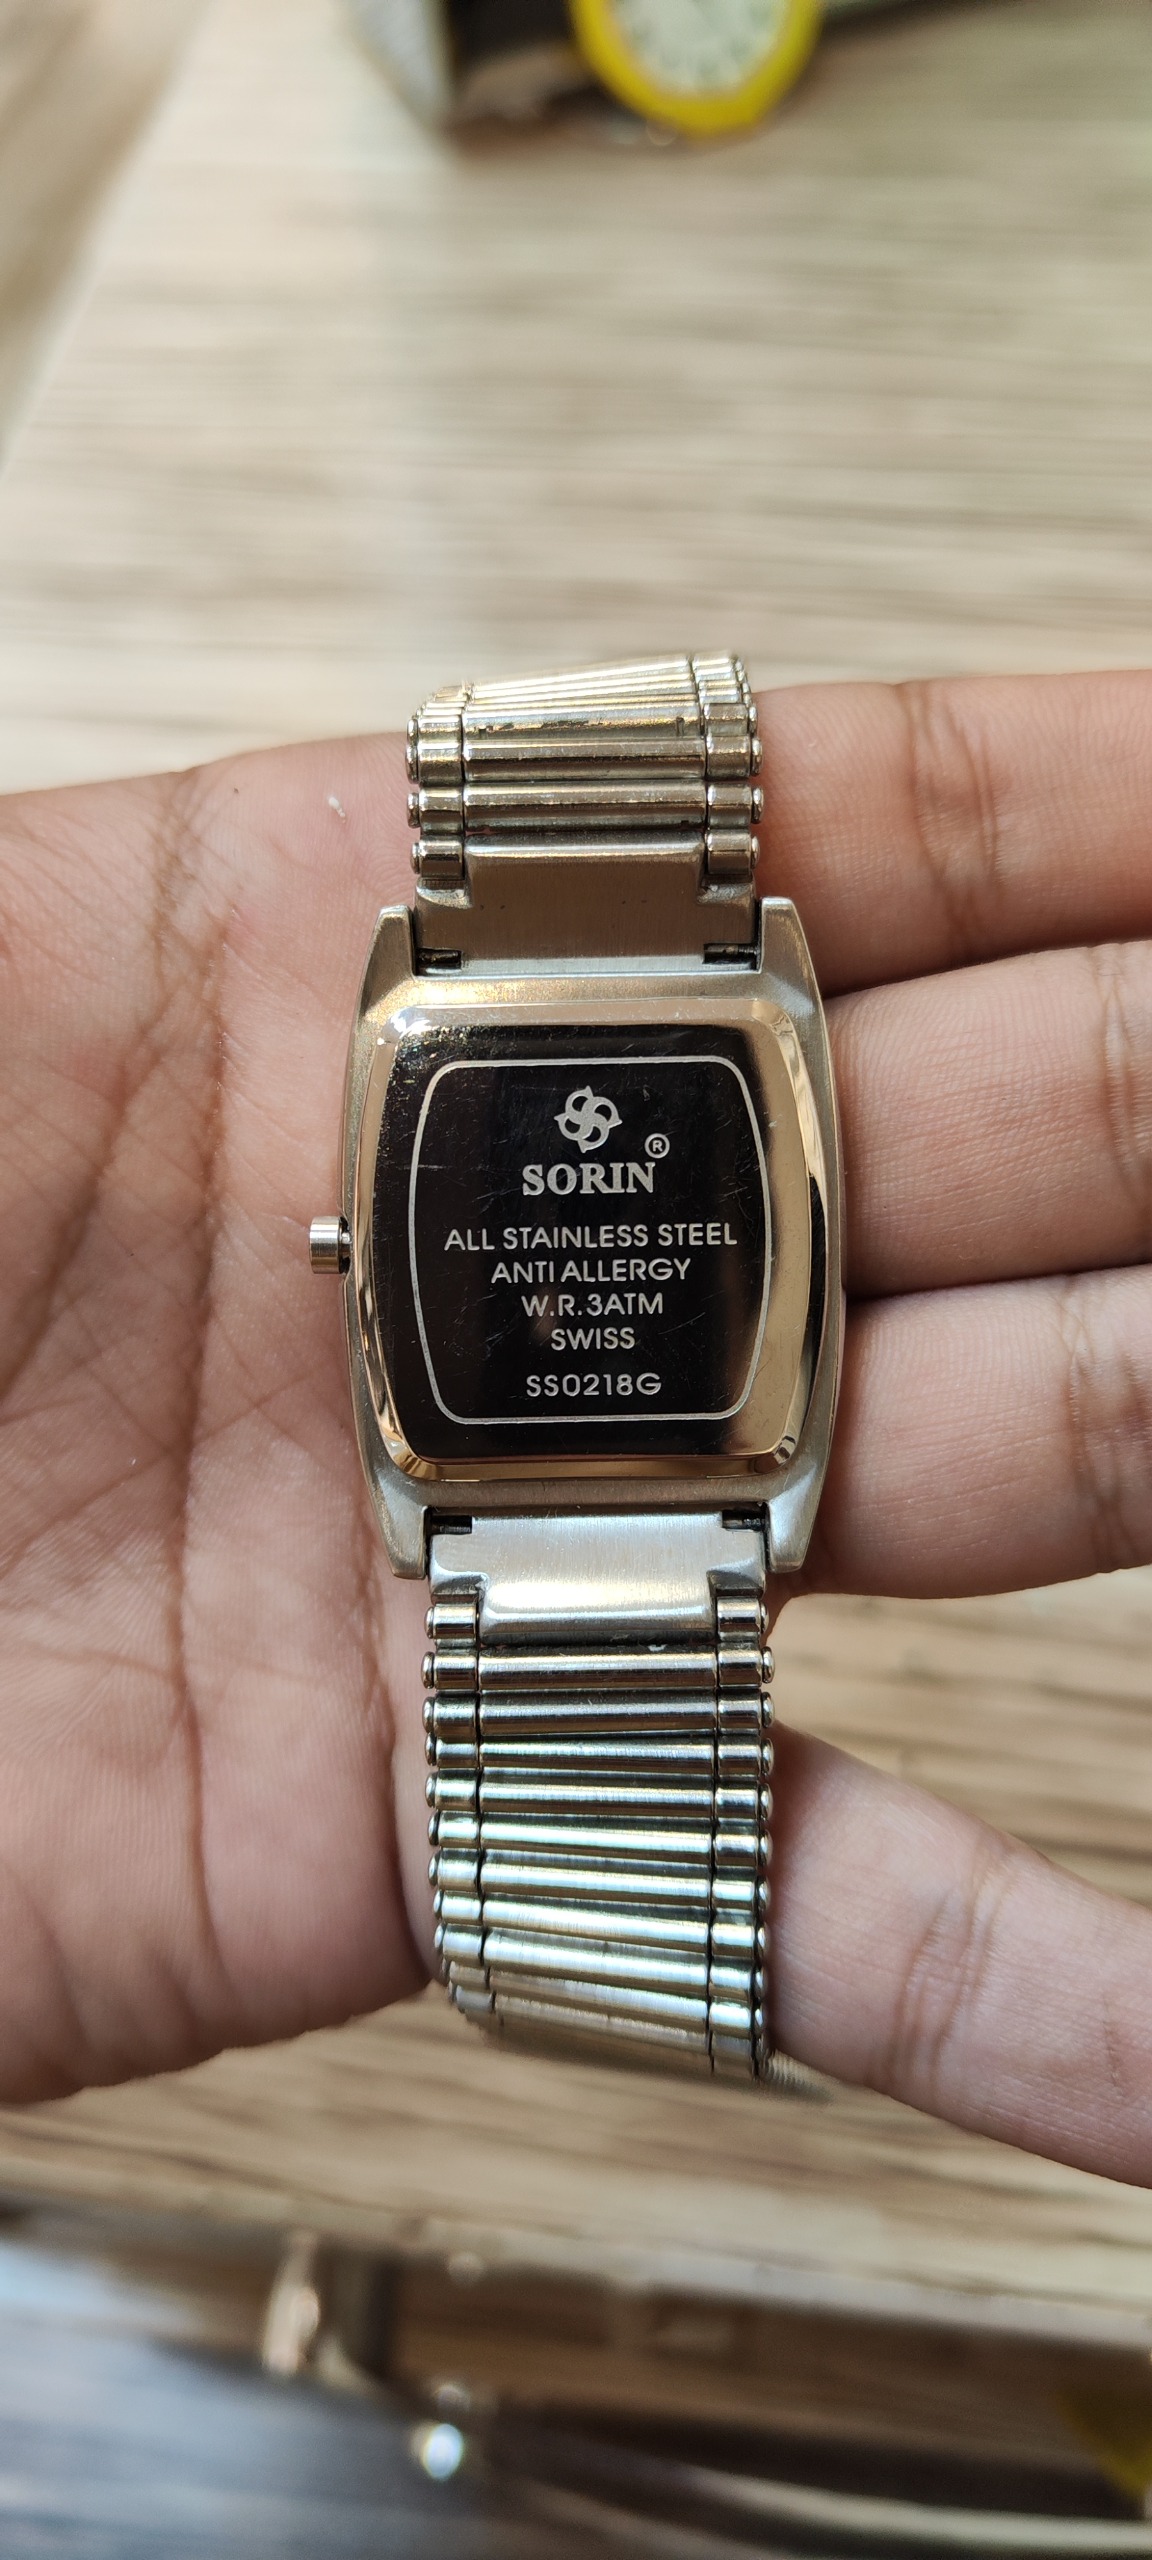 SORIN®
ALL STAINLESS STEEL
ANTI ALLERGY
W.R.3ATM
SWISS
SS0218G